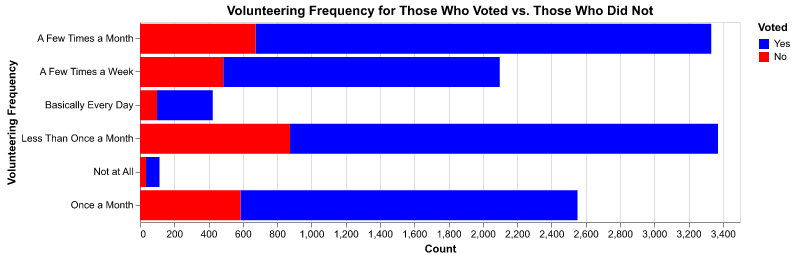 Volunteering Frequency for Those Who Voted vs. Those Who Did Not
Volunteering Frequency
A Few Times a Month
A Few Times a Week
Basically Every Day
Less Than Once a Month
Not at All
Once a Month
0 200 400 600 800 1,000 1,200 1,400 1,600 1,800 2,000 2,200 2,400 2,600 2,800 3,000 3,200 3,400
Count
Voted
Yes
No